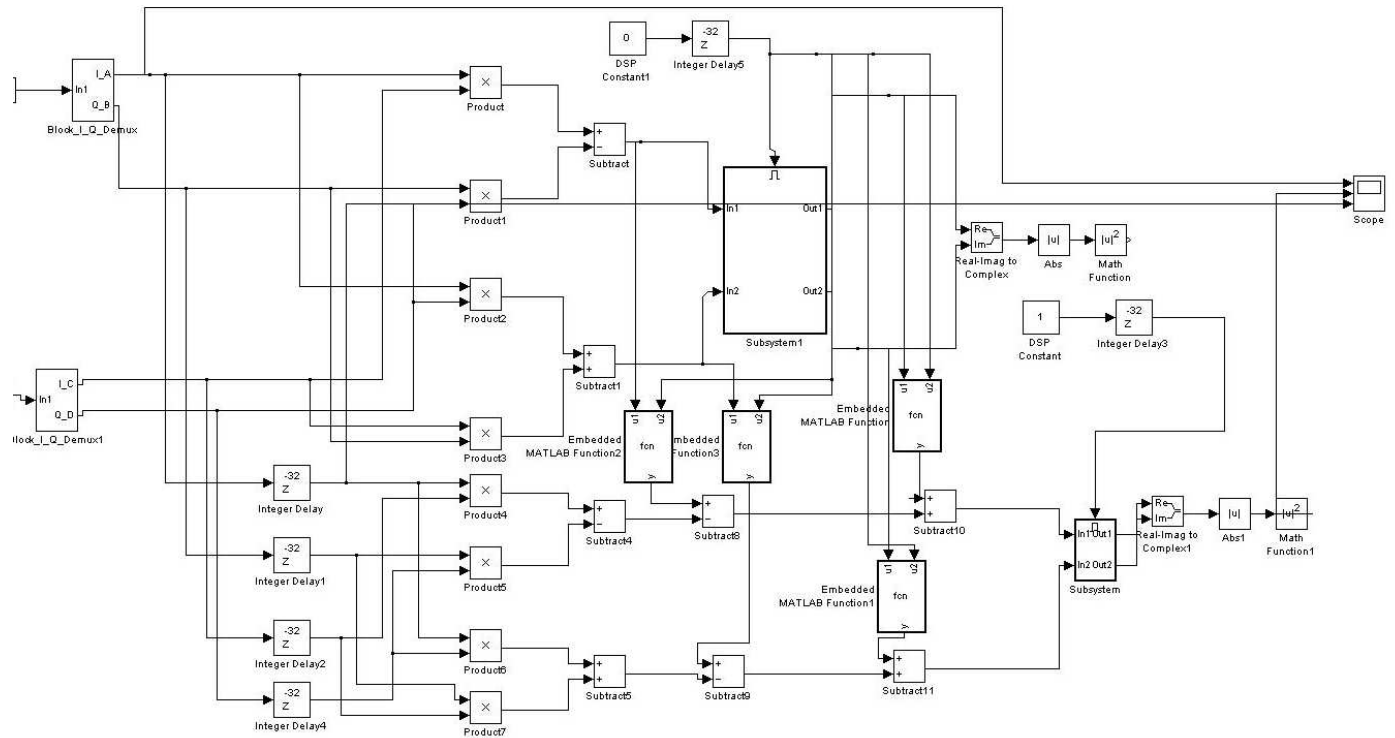 0
DSP
Constant1
-32
Z
Integer Delay5
In1
I_A
Q_B
Block_I_Q_Demux
×
Product
+
−
Subtract
×
Product1
In1
Out1
In2
Out2
Subsystem1
Scope
Re
Im
Real-Imag to
Complex
|u|
Abs
|u|2
Math
Function
×
Product2
1
DSP
Constant
-32
Z
Integer Delay3
+
+
Subtract1
In1
I_C
Q_D
lock_I_Q_Demux1
×
Product3
u1
u2
fcn
y
Embedded
MATLAB Function2
u1
u2
fcn
y
mbedded
Function3
u1
u2
fcn
y
Embedded
MATLAB Function
-32
Z
Integer Delay
×
Product4
+
−
Subtract4
+
−
Subtract8
+
+
Subtract10
In1
Out1
In2
Out2
Subsystem
Re
Im
Real-Imag to
Complex1
|u|
Abs1
|u|2
Math
Function1
-32
Z
Integer Delay1
×
Product5
u1
u2
fcn
y
Embedded
MATLAB Function1
-32
Z
Integer Delay2
×
Product6
+
+
Subtract5
+
−
Subtract9
+
+
Subtract11
-32
Z
Integer Delay4
×
Product7